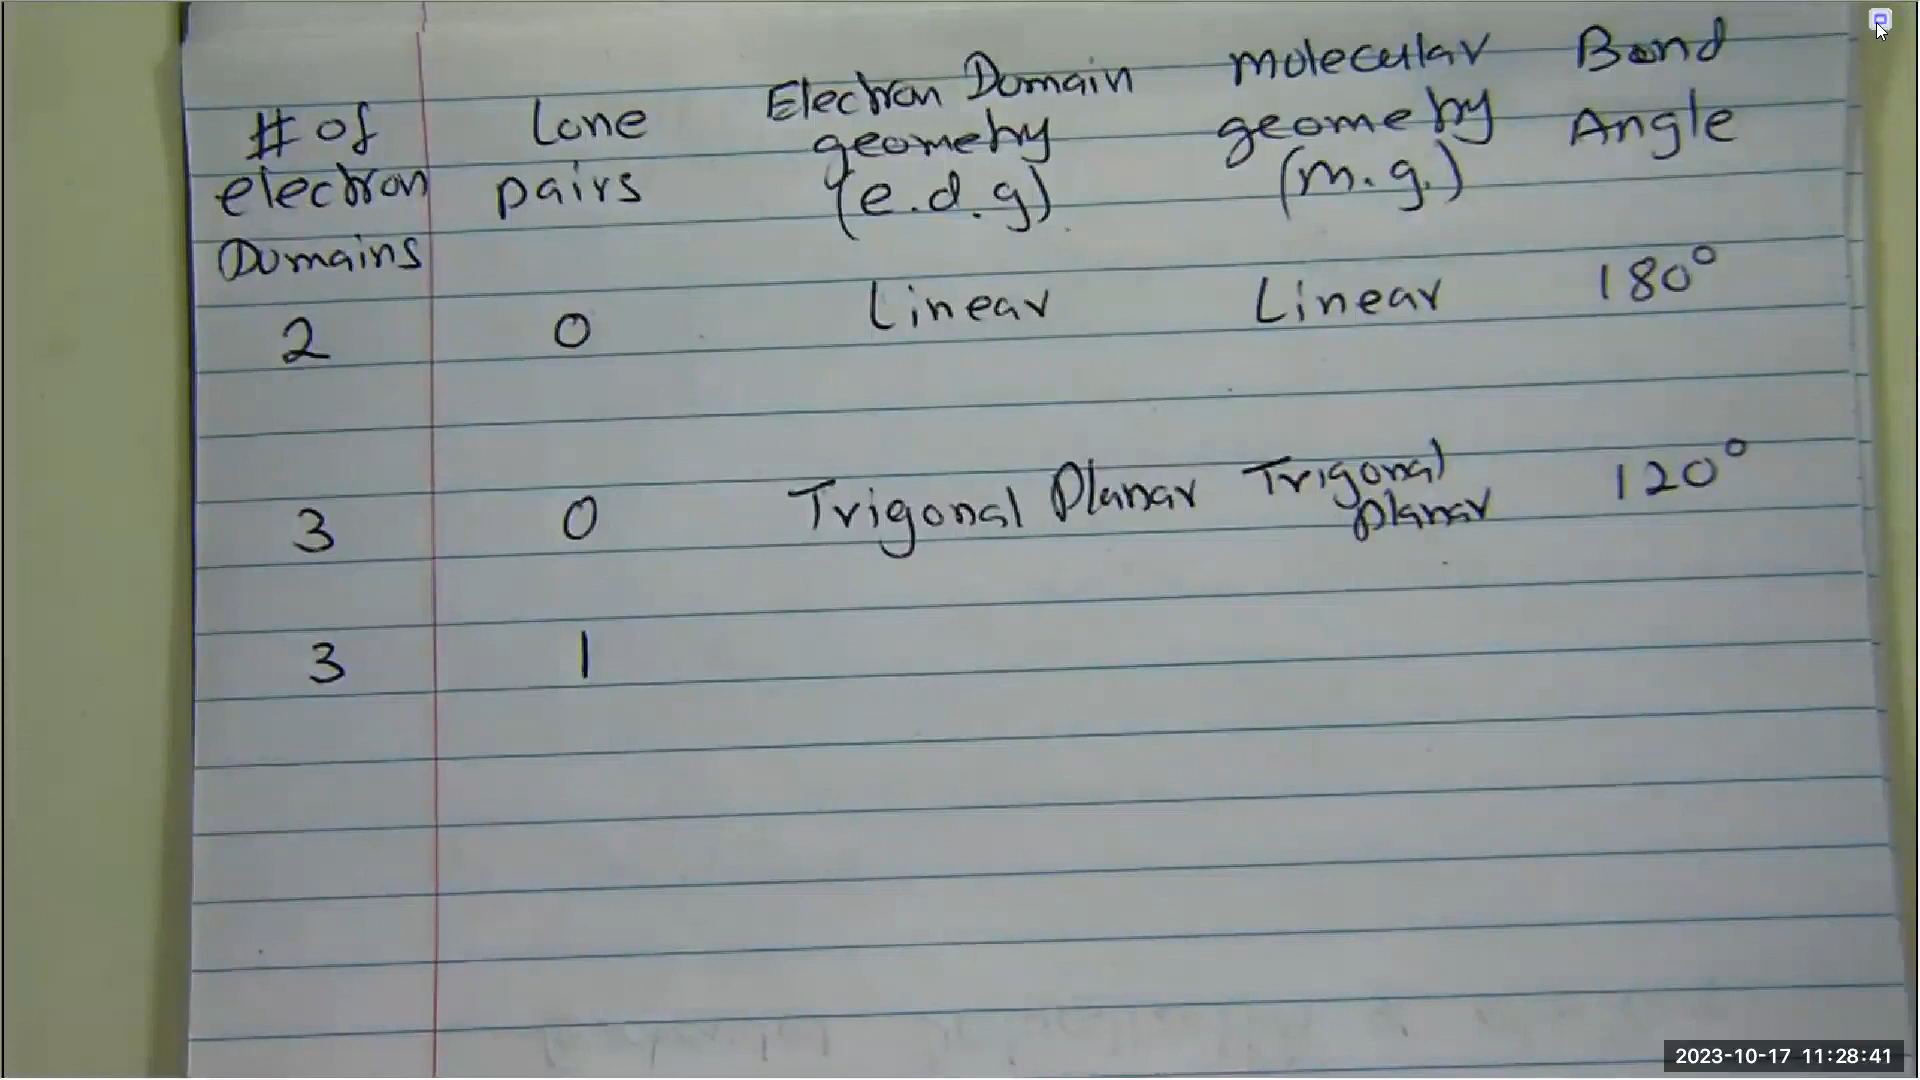 # of electron Domains Lone pairs Electron Domain geometry (e.d.g) molecular geometry (m.g.) Bond Angle
2 0 Linear Linear 180°
3 0 Trigonal Planar Trigonal planar 120°
3 1
2023-10-17 11:28:41